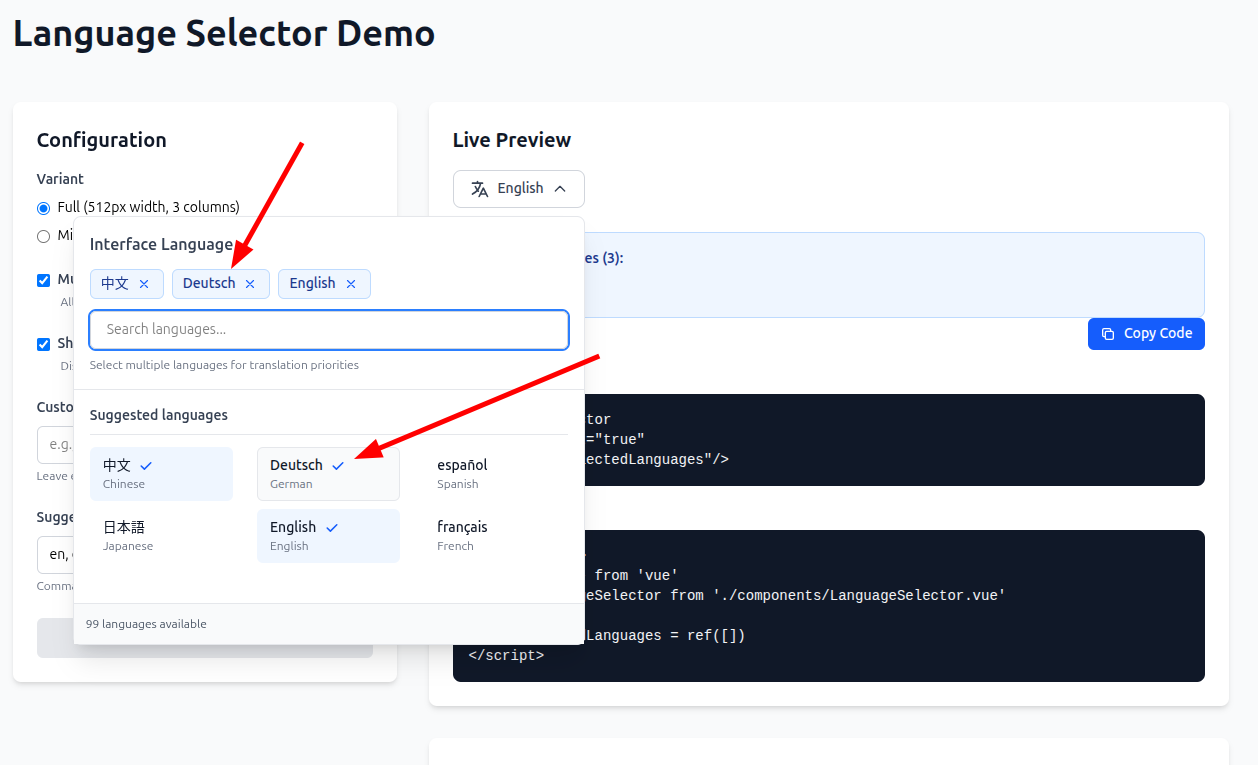 Language Selector Demo
Configuration
Variant
Full (512px width, 3 columns)
Mi
Mu
All
Sh
Dis
Custo
e.g.
Leave e
Sugge
en,
Comma
Live Preview
English
es (3):
Copy Code
tor
="true"
lectedLanguages"/>
from 'vue'
eSelector from './components/LanguageSelector.vue'
Languages = ref([])
</script>
Interface Language
中文
Deutsch
English
Search languages...
Select multiple languages for translation priorities
Suggested languages
中文
Chinese
Deutsch
German
español
Spanish
日本語
Japanese
English
English
français
French
99 languages available